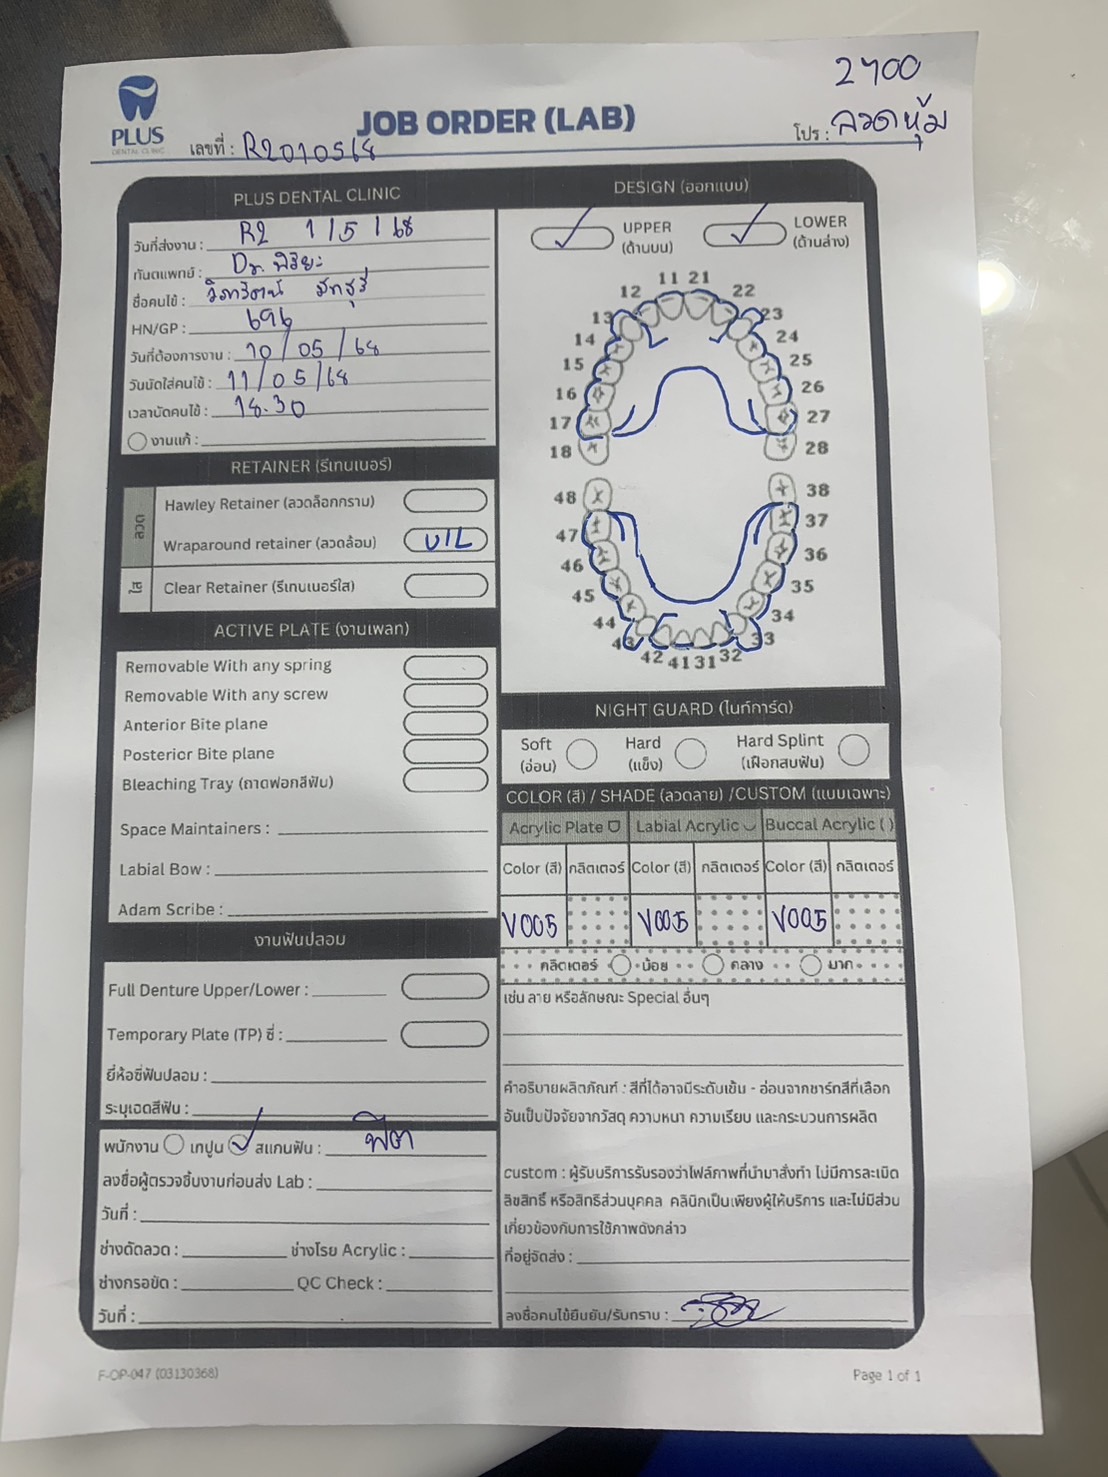 2700
PLUS
DENTAL CLINIC
JOB ORDER (LAB)
เลขที่ : R2010568
โปร : ลวดหุ้ม
PLUS DENTAL CLINIC
วันที่ส่งงาน : R2 1/5/68
ทันตแพทย์ : Dr. พิริยะ
ชื่อคนไข้ :
HN/GP : 696
วันที่ต้องการงาน : 10/05/68
วันนัดใส่คนไข้ : 11/05/68
เวลานัดคนไข้ : 18.30
งานแก้ :
RETAINER (รีเทนเนอร์)
ลวด
Hawley Retainer (ลวดล็อกกราม)
Wraparound retainer (ลวดล้อม) U/L
ใส
Clear Retainer (รีเทนเนอร์ใส)
ACTIVE PLATE (งานเพลท)
Removable With any spring
Removable With any screw
Anterior Bite plane
Posterior Bite plane
Bleaching Tray (ถาดฟอกสีฟัน)
Space Maintainers :
Labial Bow :
Adam Scribe :
งานฟันปลอม
Full Denture Upper/Lower :
Temporary Plate (TP) ซี่ :
ยี่ห้อซี่ฟันปลอม :
ระบุเฉดสีฟัน :
พนักงาน เทปูน สแกนฟัน : ฟิตา
ลงชื่อผู้ตรวจชิ้นงานก่อนส่ง Lab :
วันที่ :
ช่างดัดลวด : ช่างโรย Acrylic :
ช่างกรอขัด : QC Check :
วันที่ :
DESIGN (ออกแบบ)
UPPER (ด้านบน)
LOWER (ด้านล่าง)
11 21
12 22
13 23
14 24
15 25
16 26
17 27
18 28
48 38
47 37
46 36
45 35
44 34
43 33
42 41 31 32
NIGHT GUARD (ไนท์การ์ด)
Soft (อ่อน)
Hard (แข็ง)
Hard Splint (เฝือกสบฟัน)
COLOR (สี) / SHADE (ลวดลาย) /CUSTOM (แบบเฉพาะ)
Acrylic Plate Labial Acrylic Buccal Acrylic ( )
Color (สี) กลิตเตอร์ Color (สี) กลิตเตอร์ Color (สี) กลิตเตอร์
V005 V005 V005
กลิตเตอร์ น้อย กลาง มาก
เช่น ลาย หรือลักษณะ Special อื่นๆ
คำอธิบายผลิตภัณฑ์ : สีที่ได้อาจมีระดับเข้ม - อ่อนจากชาร์ทสีที่เลือก
อันเป็นปัจจัยจากวัสดุ ความหนา ความเรียบ และกระบวนการผลิต
custom : ผู้รับบริการรับรองว่าไฟล์ภาพที่นำมาสั่งทำ ไม่มีการละเมิด
ลิขสิทธิ์ หรือสิทธิส่วนบุคคล คลินิกเป็นเพียงผู้ให้บริการ และไม่มีส่วน
เกี่ยวข้องกับการใช้ภาพดังกล่าว
ที่อยู่จัดส่ง :
ลงชื่อคนไข้ยืนยัน/รับทราบ :
F-OP-047 (03130368)
Page 1 of 1